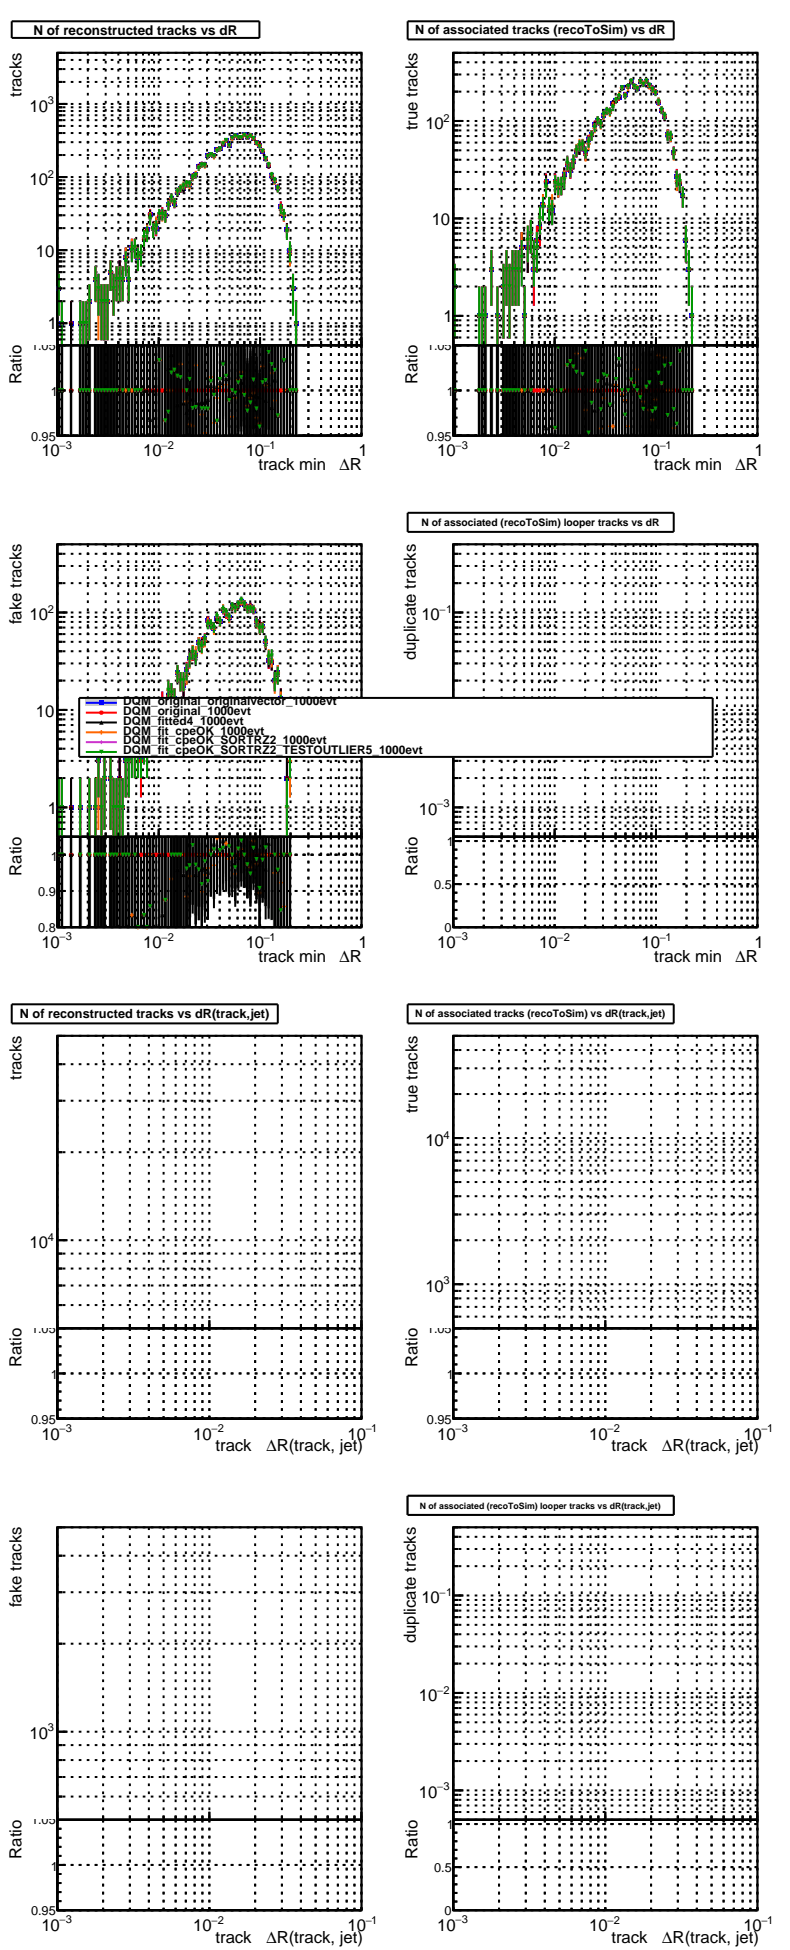 N of reconstructed tracks vs dR
tracks
10³
10²
10
1
1.05
Ratio
1
0.95
10⁻³ 10⁻² 10⁻¹ 1
track min ΔR
N of associated tracks (recoToSim) vs dR
true tracks
10²
10
1
1.05
Ratio
1
0.95
10⁻³ 10⁻² 10⁻¹ 1
track min ΔR
fake tracks
10²
10
1
Ratio
1
0.9
0.8
10⁻³ 10⁻² 10⁻¹ 1
track min ΔR
N of associated (recoToSim) looper tracks vs dR
duplicate tracks
10⁻¹
10⁻³
Ratio
1
0.5
0
10⁻³ 10⁻² 10⁻¹ 1
track min ΔR
DQM_original_originalvector_1000evt
DQM_original_1000evt
DQM_fitted4_1000evt
DQM_fit_cpeOK_1000evt
DQM_fit_cpeOK_SORTRZ2_1000evt
DQM_fit_cpeOK_SORTRZ2_TESTOUTLIER5_1000evt
N of reconstructed tracks vs dR(track,jet)
tracks
10⁴
1.05
Ratio
1
0.95
10⁻³ 10⁻² 10⁻¹
track ΔR(track, jet)
N of associated tracks (recoToSim) vs dR(track,jet)
true tracks
10⁴
10³
1.05
Ratio
1
0.95
10⁻³ 10⁻² 10⁻¹
track ΔR(track, jet)
fake tracks
10³
1.05
Ratio
1
0.95
10⁻³ 10⁻² 10⁻¹
track ΔR(track, jet)
N of associated (recoToSim) looper tracks vs dR(track,jet)
duplicate tracks
10⁻¹
10⁻²
10⁻³
Ratio
1
0.5
0
10⁻³ 10⁻² 10⁻¹
track ΔR(track, jet)